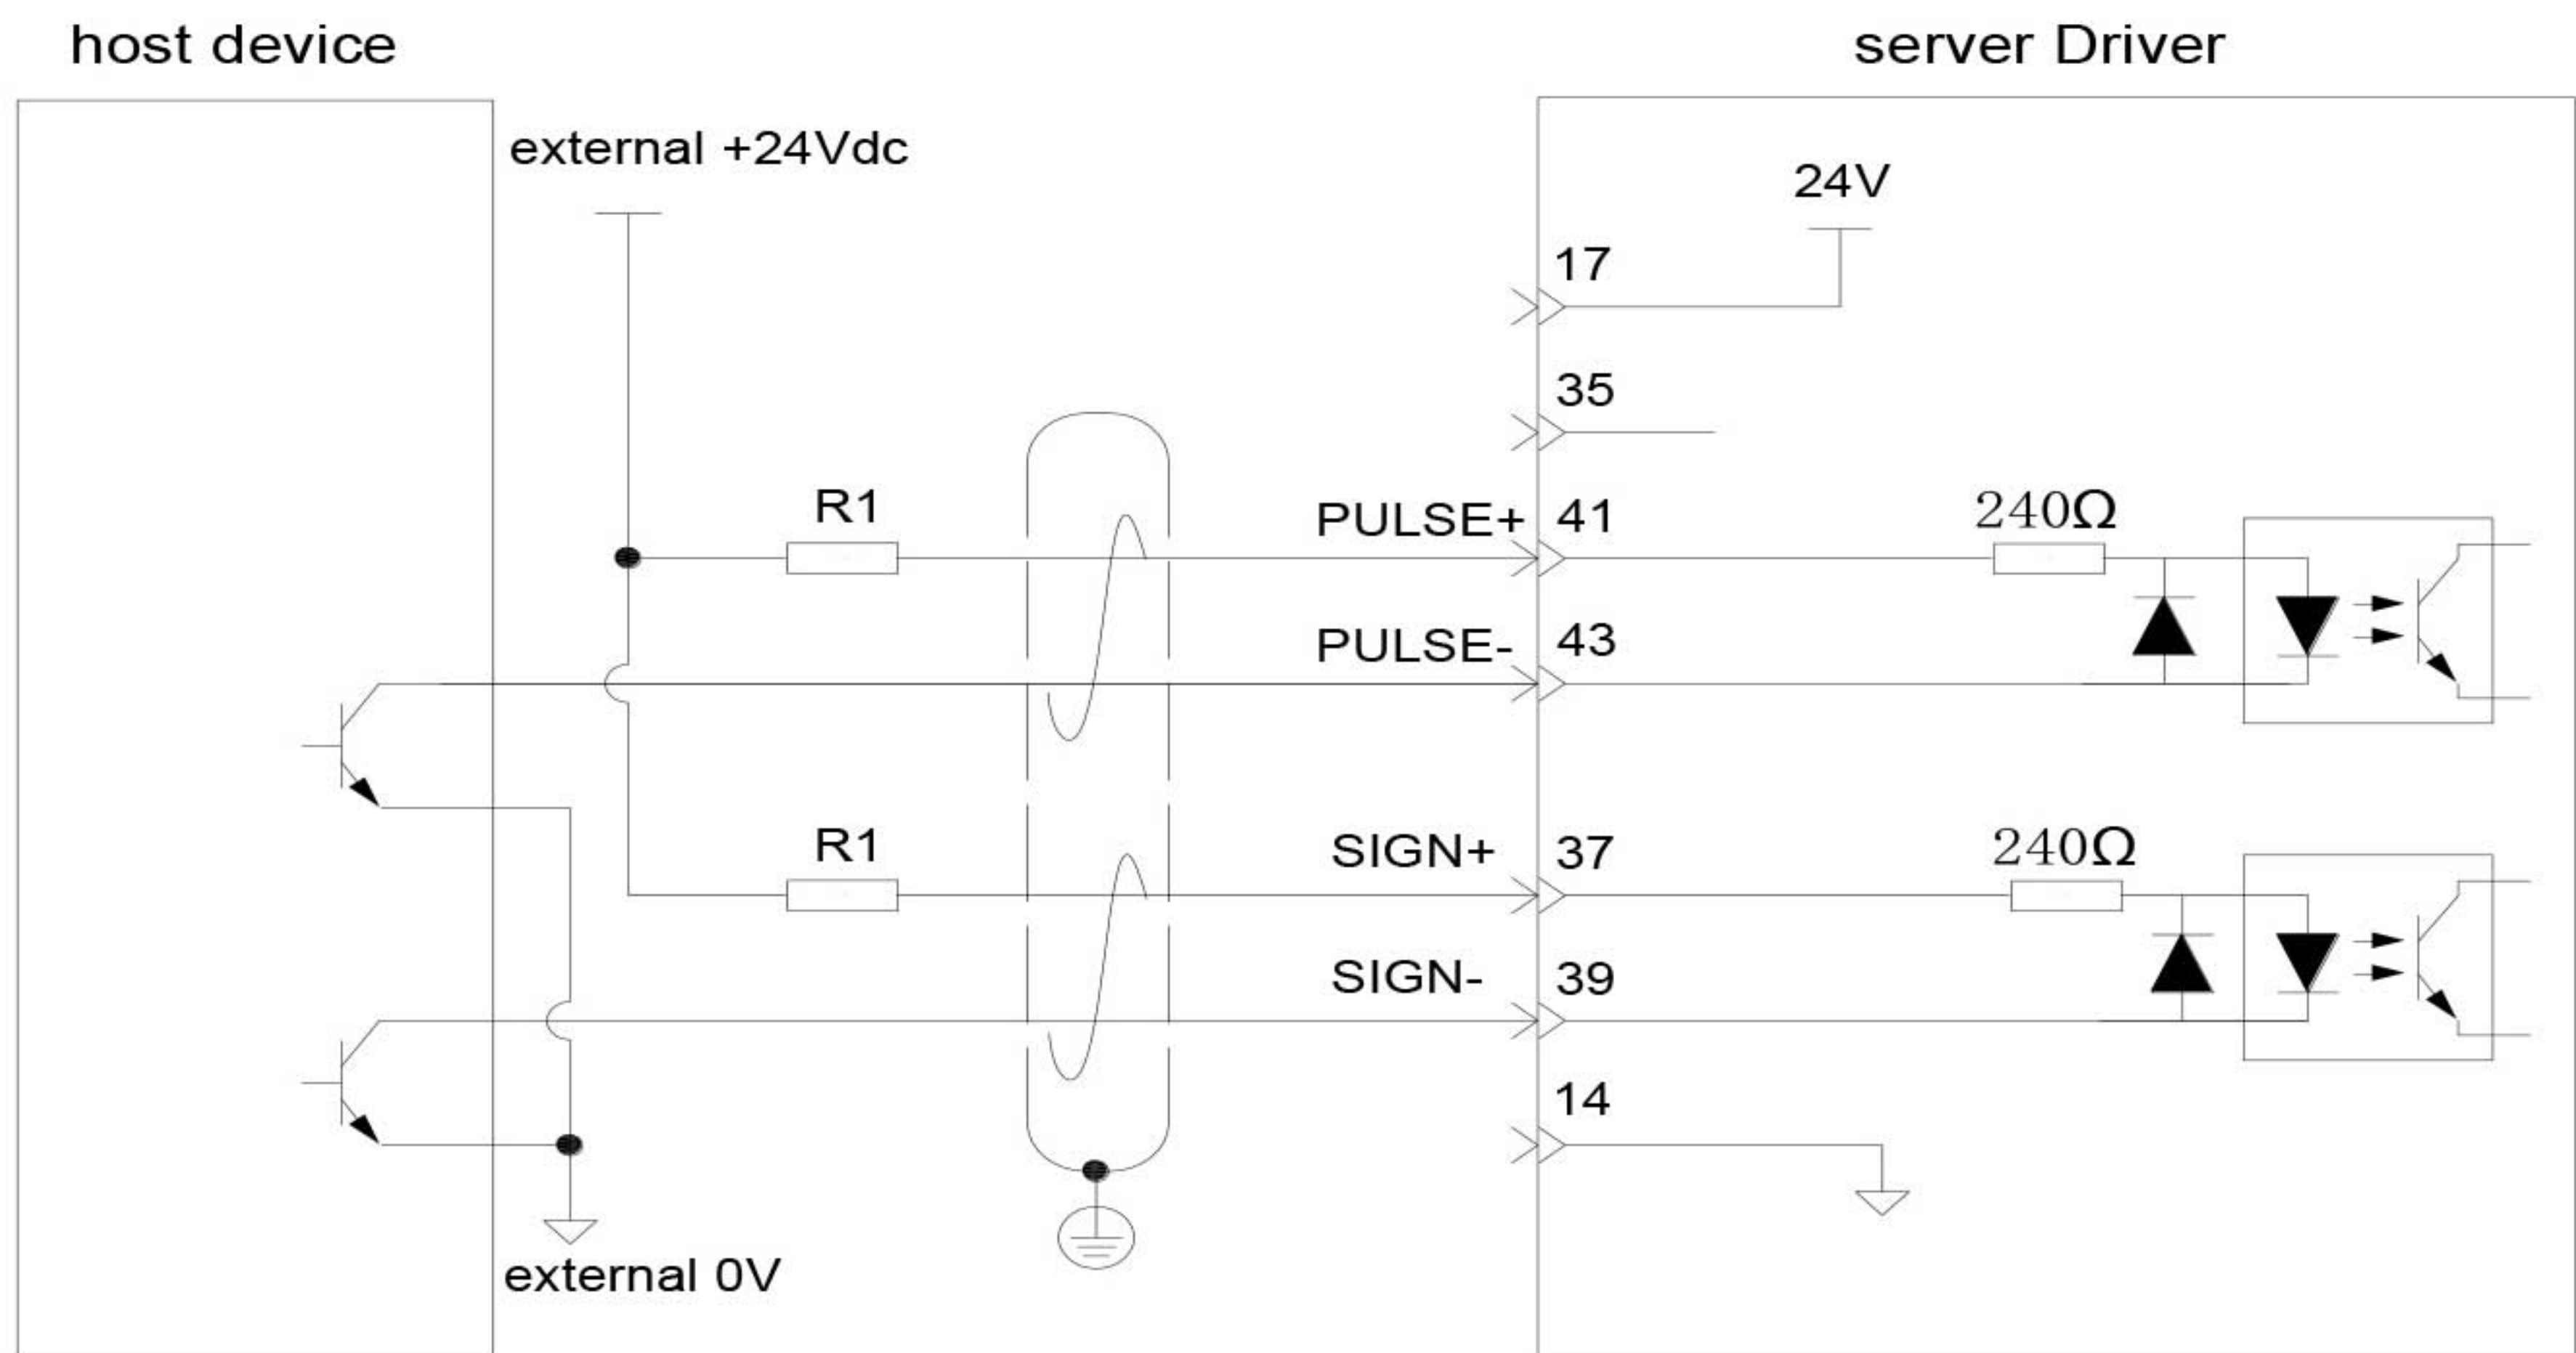 host device
server Driver
external +24Vdc
24V
17
35
R1
PULSE+
41
240Ω
PULSE-
43
R1
SIGN+
37
240Ω
SIGN-
39
14
external 0V